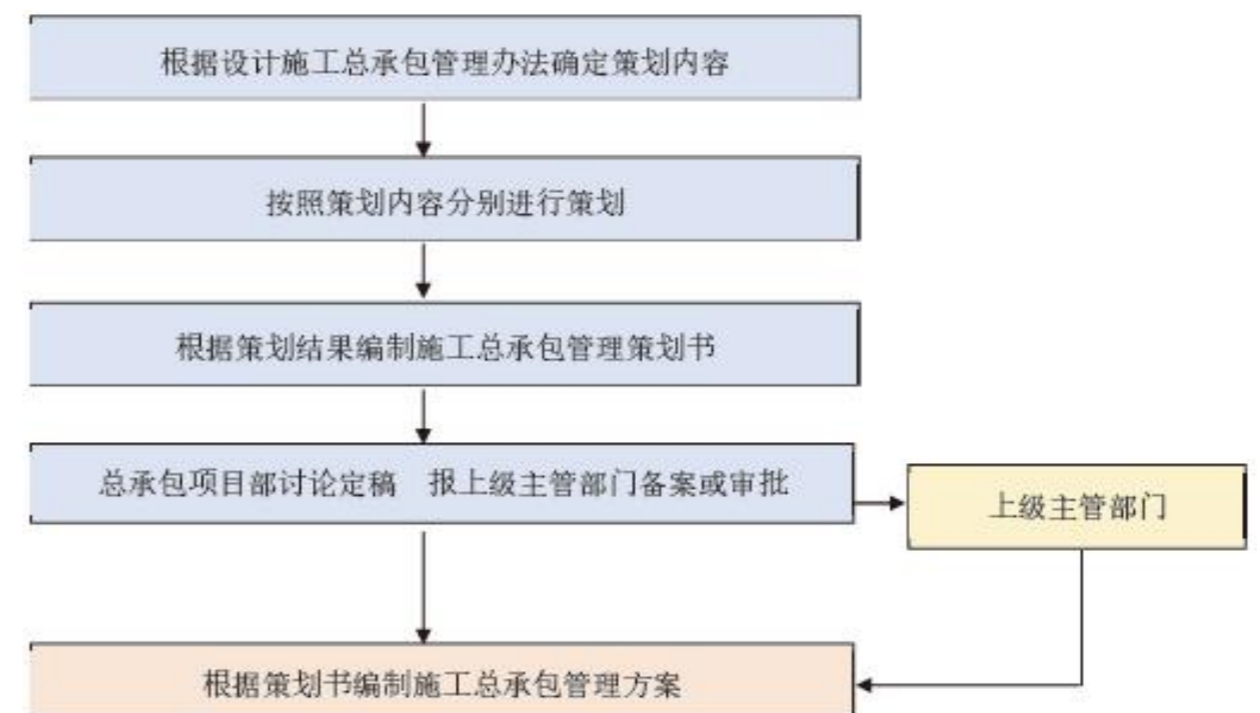 根据设计施工总承包管理办法确定策划内容
按照策划内容分别进行策划
根据策划结果编制施工总承包管理策划书
总承包项目部讨论定稿　报上级主管部门备案或审批
上级主管部门
根据策划书编制施工总承包管理方案